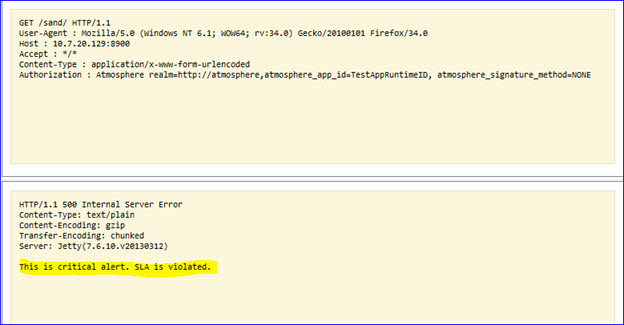 GET /sand/ HTTP/1.1
User-Agent : Mozilla/5.0 (Windows NT 6.1; WOW64; rv:34.0) Gecko/20100101 Firefox/34.0
Host : 10.7.20.129:8900
Accept : */*
Content-Type : application/x-www-form-urlencoded
Authorization : Atmosphere realm=http://atmosphere,atmosphere_app_id=TestAppRuntimeID, atmosphere_signature_method=NONE
HTTP/1.1 500 Internal Server Error
Content-Type: text/plain
Content-Encoding: gzip
Transfer-Encoding: chunked
Server: Jetty(7.6.10.v20130312)
This is critical alert. SLA is violated.